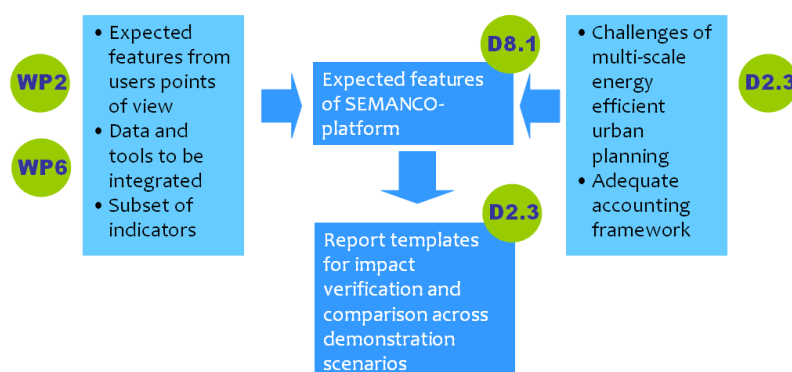 WP2
WP6
• Expected
features from
users points
of view
• Data and
tools to be
integrated
• Subset of
indicators
D8.1
Expected features
of SEMANCO-
platform
D2.3
Report templates
for impact
verification and
comparison across
demonstration
scenarios
• Challenges of
multi-scale
energy
efficient
urban
planning
• Adequate
accounting
framework
D2.3